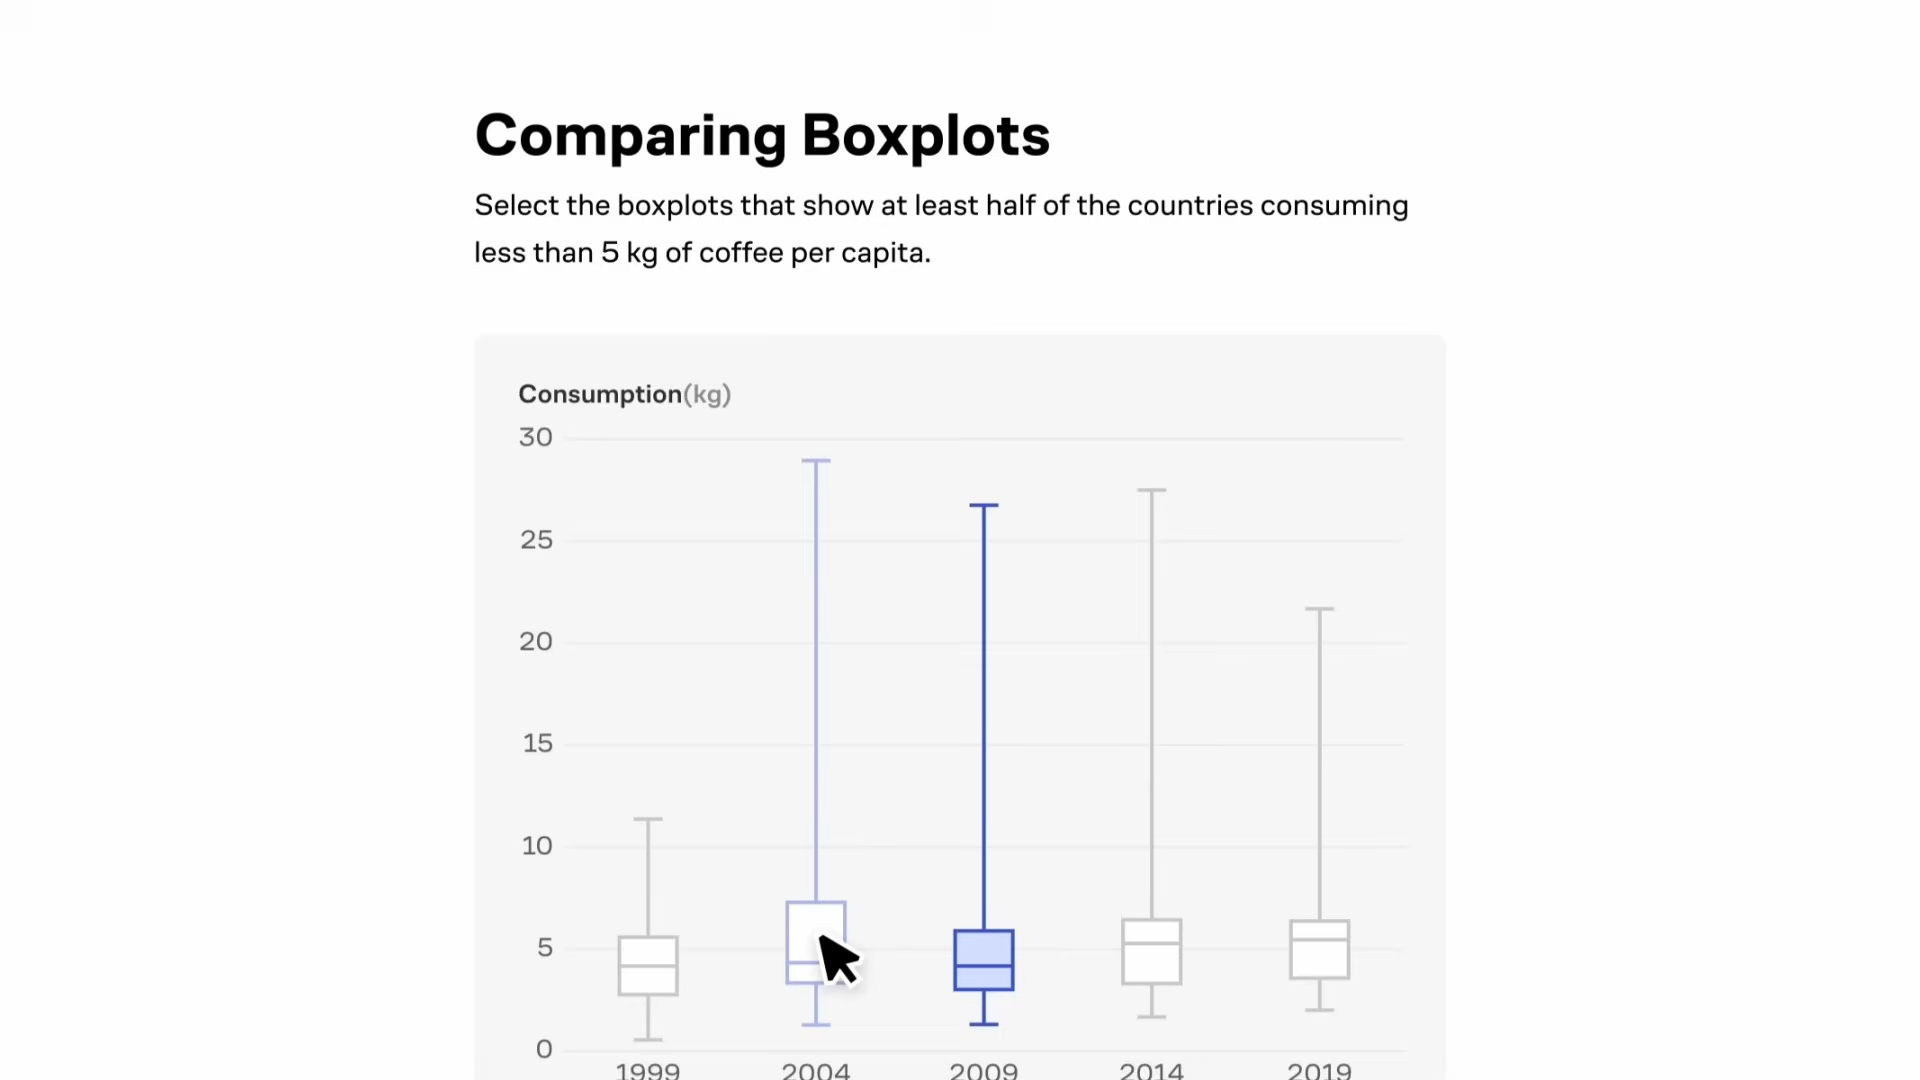 Comparing Boxplots
Select the boxplots that show at least half of the countries consuming
less than 5 kg of coffee per capita.
Consumption(kg)
30
25
20
15
10
5
0
1999 2004 2009 2014 2019